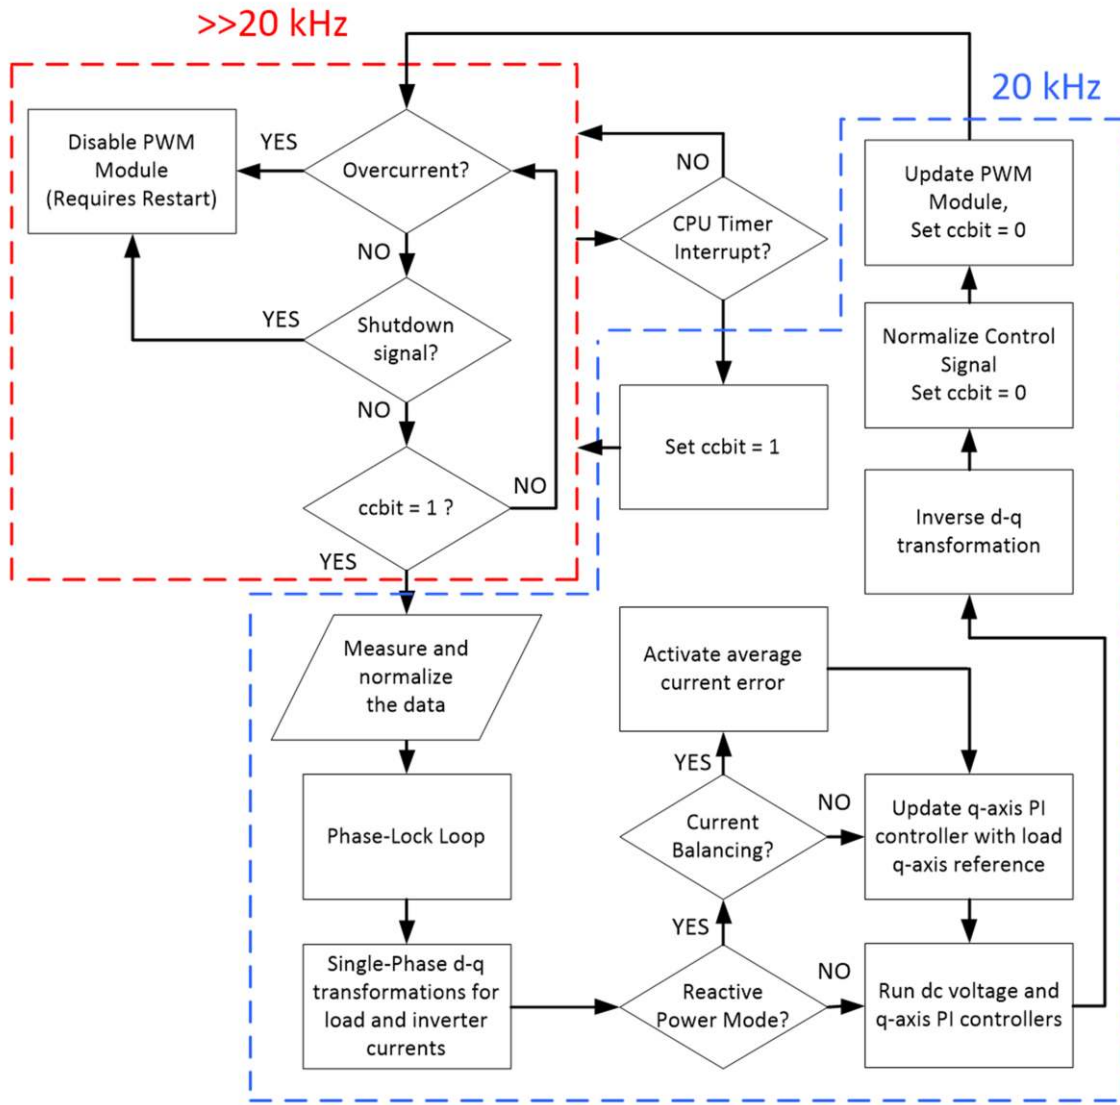 >>20 kHz
20 kHz
Disable PWM
Module
(Requires Restart)
YES
Overcurrent?
NO
CPU Timer
Interrupt?
Update PWM
Module,
Set ccbit = 0
NO
YES
Shutdown
signal?
Normalize Control
Signal
Set ccbit = 0
NO
Set ccbit = 1
ccbit = 1 ?
NO
YES
Inverse d-q
transformation
Measure and
normalize
the data
Activate average
current error
YES
Phase-Lock Loop
Current
Balancing?
NO
Update q-axis PI
controller with load
q-axis reference
YES
Single-Phase d-q
transformations for
load and inverter
currents
Reactive
Power Mode?
NO
Run dc voltage and
q-axis PI controllers